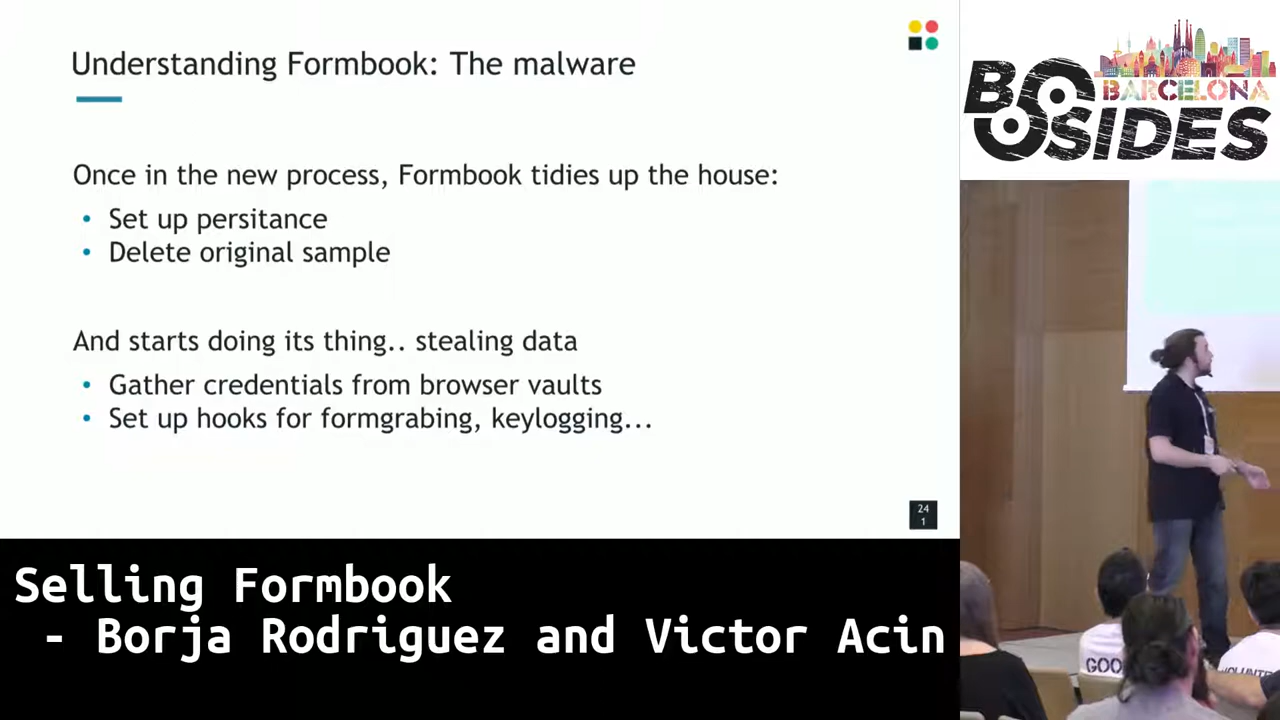 Understanding Formbook: The malware
Once in the new process, Formbook tidies up the house:
• Set up persitance
• Delete original sample
And starts doing its thing.. stealing data
• Gather credentials from browser vaults
• Set up hooks for formgrabing, keylogging...
24
1
BSIDES
BARCELONA
Selling Formbook
- Borja Rodriguez and Victor Acin